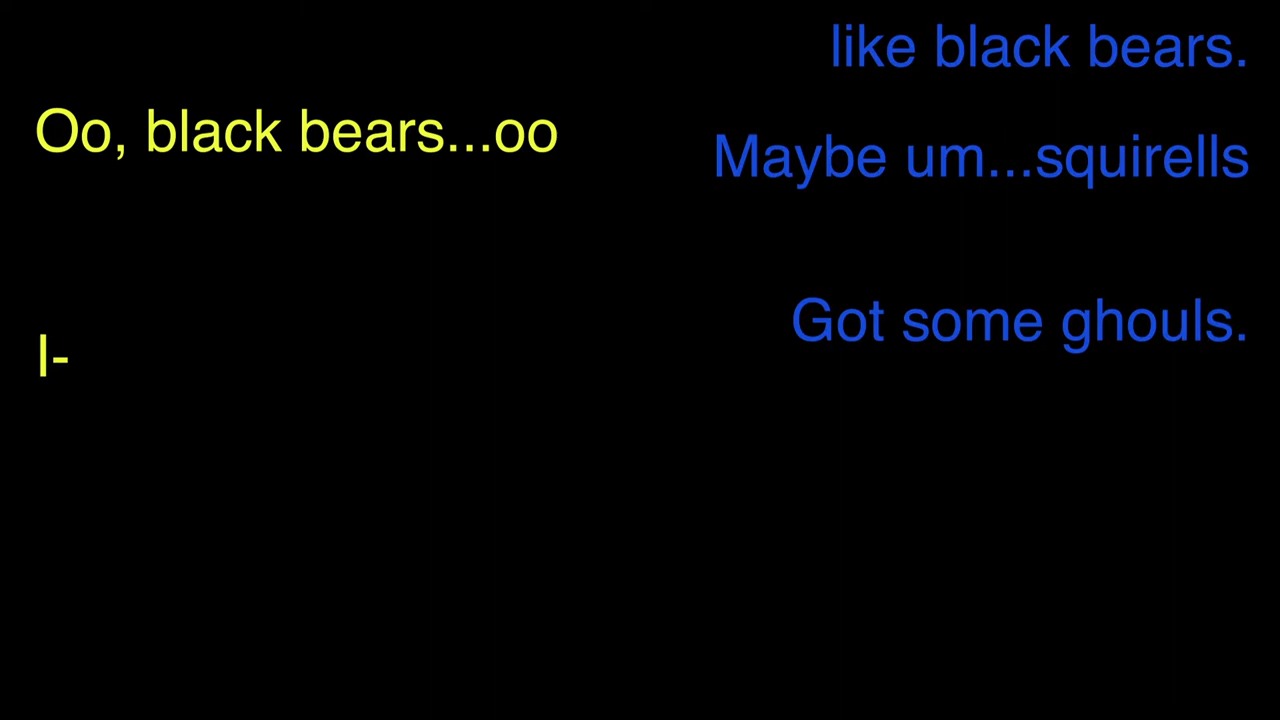 like black bears.
Oo, black bears...oo
Maybe um...squirells
Got some ghouls.
I-